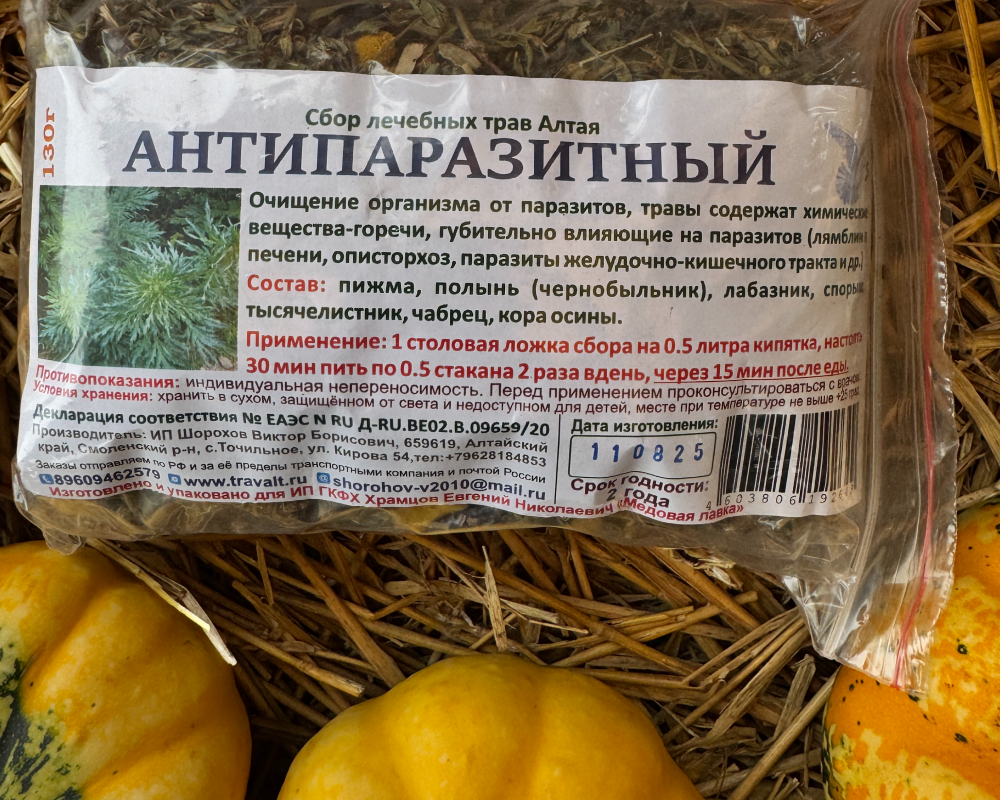 130г
Сбор лечебных трав Алтая
АНТИПАРАЗИТНЫЙ
Очищение организма от паразитов, травы содержат химические
вещества-горечи, губительно влияющие на паразитов (лямблии
печени, описторхоз, паразиты желудочно-кишечного тракта и др.
Состав: пижма, полынь (чернобыльник), лабазник, спорыш
тысячелистник, чабрец, кора осины.
Применение: 1 столовая ложка сбора на 0.5 литра кипятка, настоять
30 мин пить по 0.5 стакана 2 раза вдень, через 15 мин после еды.
Противопоказания: индивидуальная непереносимость. Перед применением проконсультироваться с врачом.
Условия хранения: хранить в сухом, защищённом от света и недоступном для детей, месте при температуре не выше +25 град.
Декларация соответствия № ЕАЭС N RU Д-RU.ВЕ02.В.09659/20
Производитель: ИП Шорохов Виктор Борисович, 659619, Алтайский
край, Смоленский р-н, с.Точильное, ул. Кирова 54,тел:+79628184853
Заказы отправляем по РФ и за её пределы транспортными компаниями и почтой России
89609462579 www.travalt.ru shorohov-v2010@mail.ru
Изготовлено и упаковано для ИП ГКФХ Храмцов Евгений Николаевич «Медовая лавка»
Дата изготовления:
110825
Срок годности:
2 года
4 603806 192